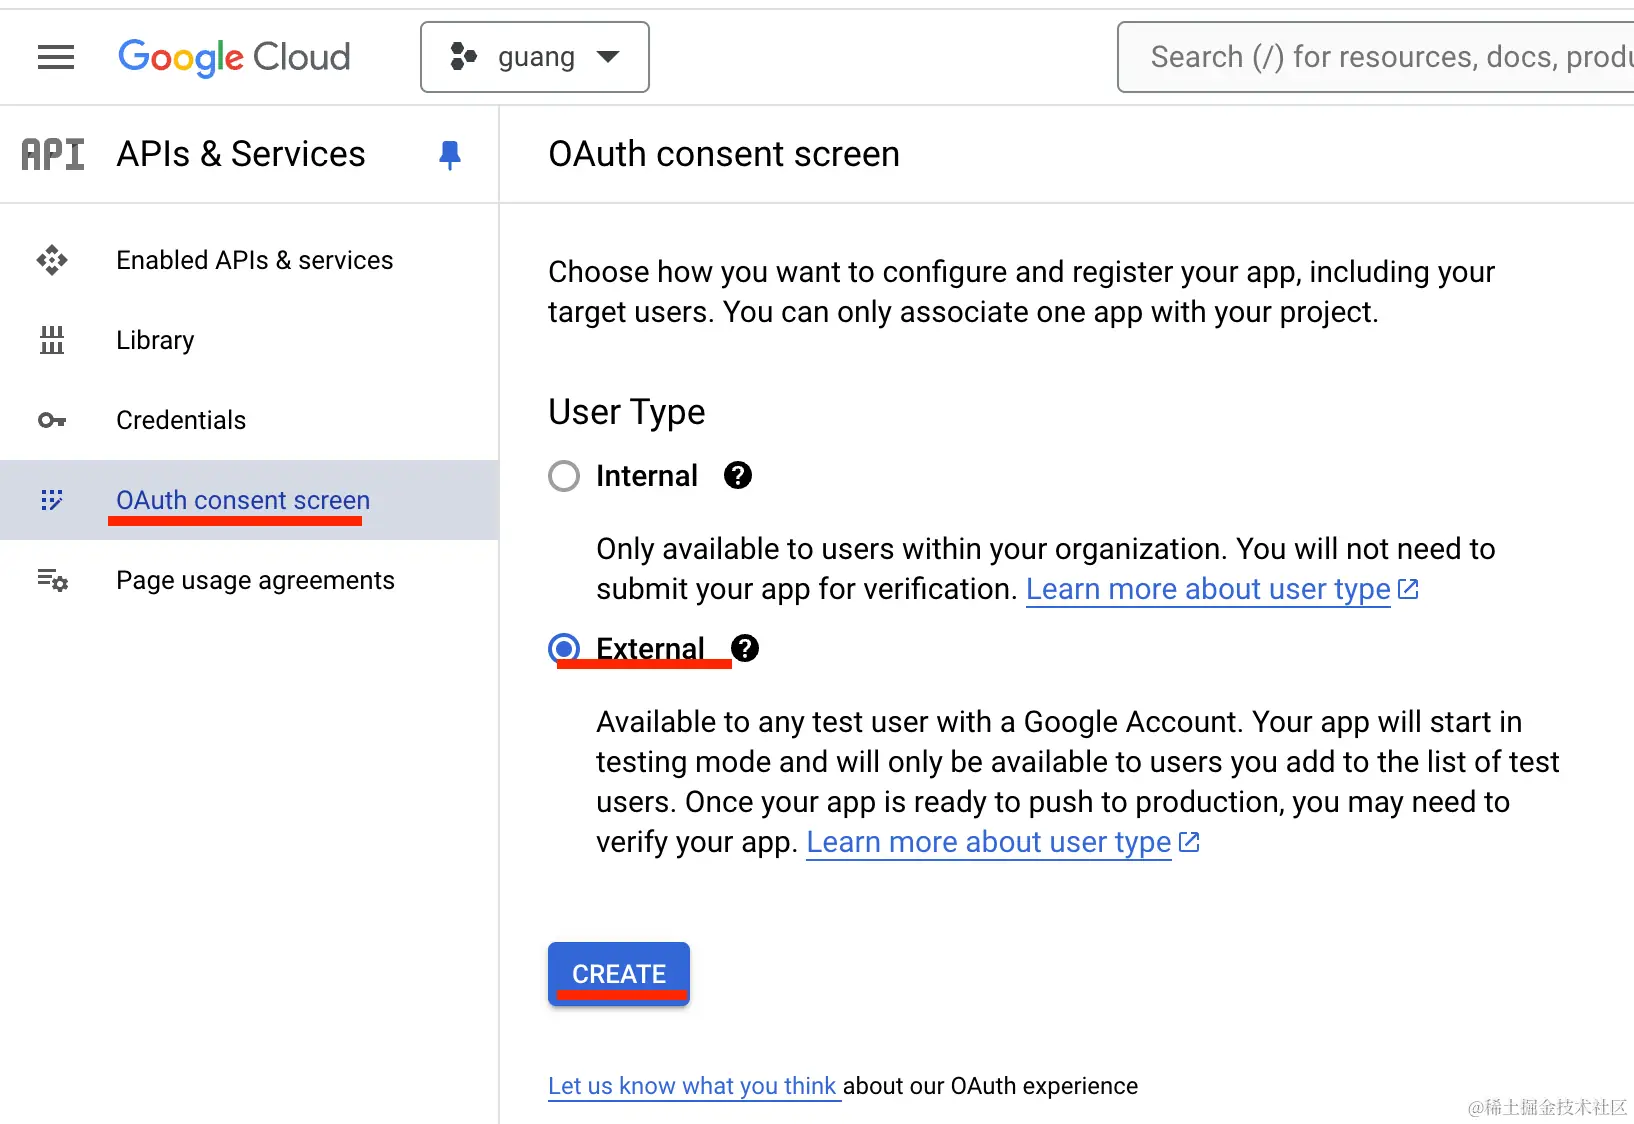 Google Cloud
guang
Search (/) for resources, docs, produ
API
APIs & Services
OAuth consent screen
Enabled APIs & services
Library
Credentials
OAuth consent screen
Page usage agreements
Choose how you want to configure and register your app, including your
target users. You can only associate one app with your project.
User Type
Internal
Only available to users within your organization. You will not need to
submit your app for verification. Learn more about user type
External
Available to any test user with a Google Account. Your app will start in
testing mode and will only be available to users you add to the list of test
users. Once your app is ready to push to production, you may need to
verify your app. Learn more about user type
CREATE
Let us know what you think about our OAuth experience
@稀土掘金技术社区